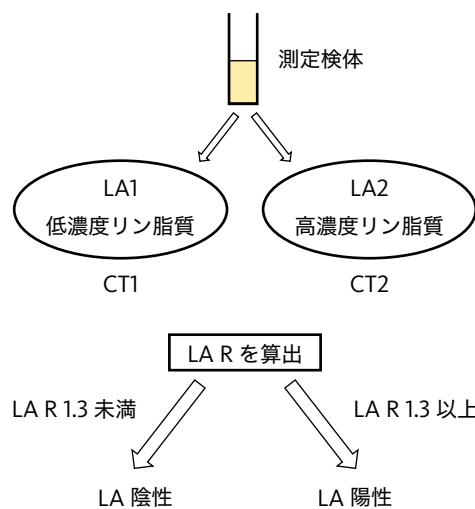 測定検体
LA1
低濃度リン脂質
LA2
高濃度リン脂質
CT1
CT2
LA R を算出
LA R 1.3 未満
LA R 1.3 以上
LA 陰性
LA 陽性